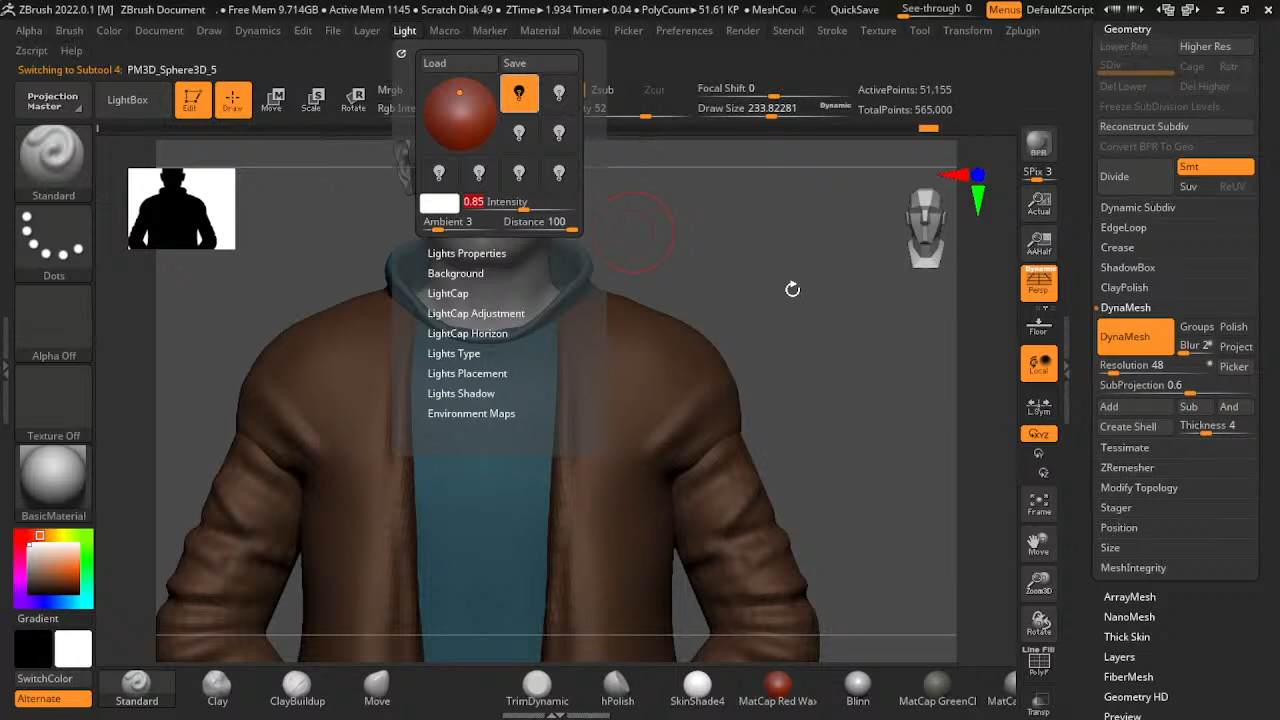 ZBrush 2022.0.1 [M] ZBrush Document . • Free Mem 9.714GB • Active Mem 1145 • Scratch Disk 49 • ZTime ▸ 1.934 Timer ▸ 0.04 • PolyCount ▸ 51.61 KP • MeshCou AC QuickSave See-through 0 Menus DefaultZScript
Alpha Brush Color Document Draw Dynamics Edit File Layer Light Macro Marker Material Movie Picker Preferences Render Stencil Stroke Texture Tool Transform Zplugin
Zscript Help
Switching to Subtool 4: PM3D_Sphere3D_5
Projection Master
LightBox
Edit Draw Move Scale Rotate
Mrgb
Zsub Zcut
Focal Shift 0
Draw Size 233.82281 Dynamic
ActivePoints: 51,155
TotalPoints: 565,000
Load Save
0.85 Intensity
Ambient 3 Distance 100
Lights Properties
Background
LightCap
LightCap Adjustment
LightCap Horizon
Lights Type
Lights Placement
Lights Shadow
Environment Maps
Standard
Dots
Alpha Off
Texture Off
BasicMaterial
Gradient
SwitchColor
Alternate
BPR
SPix 3
Actual
AAHalf
Dynamic
Persp
Floor
Local
L.Sym
XYZ
Frame
Move
Zoom3D
Rotate
Line Fill
PolyF
Transp
Geometry
Lower Res Higher Res
SDiv Cage Rstr
Del Lower Del Higher
Freeze SubDivision Levels
Reconstruct Subdiv
Convert BPR To Geo
Divide Smt
Suv ReUV
Dynamic Subdiv
EdgeLoop
Crease
ShadowBox
ClayPolish
DynaMesh
DynaMesh Groups Polish
Blur 2 Project
Resolution 48 Picker
SubProjection 0.6
Add Sub And
Create Shell Thickness 4
Tessimate
ZRemesher
Modify Topology
Stager
Position
Size
MeshIntegrity
ArrayMesh
NanoMesh
Thick Skin
Layers
FiberMesh
Geometry HD
Preview
Standard Clay ClayBuildup Move TrimDynamic hPolish SkinShade4 MatCap Red Wax Blinn MatCap GreenCl MatCa